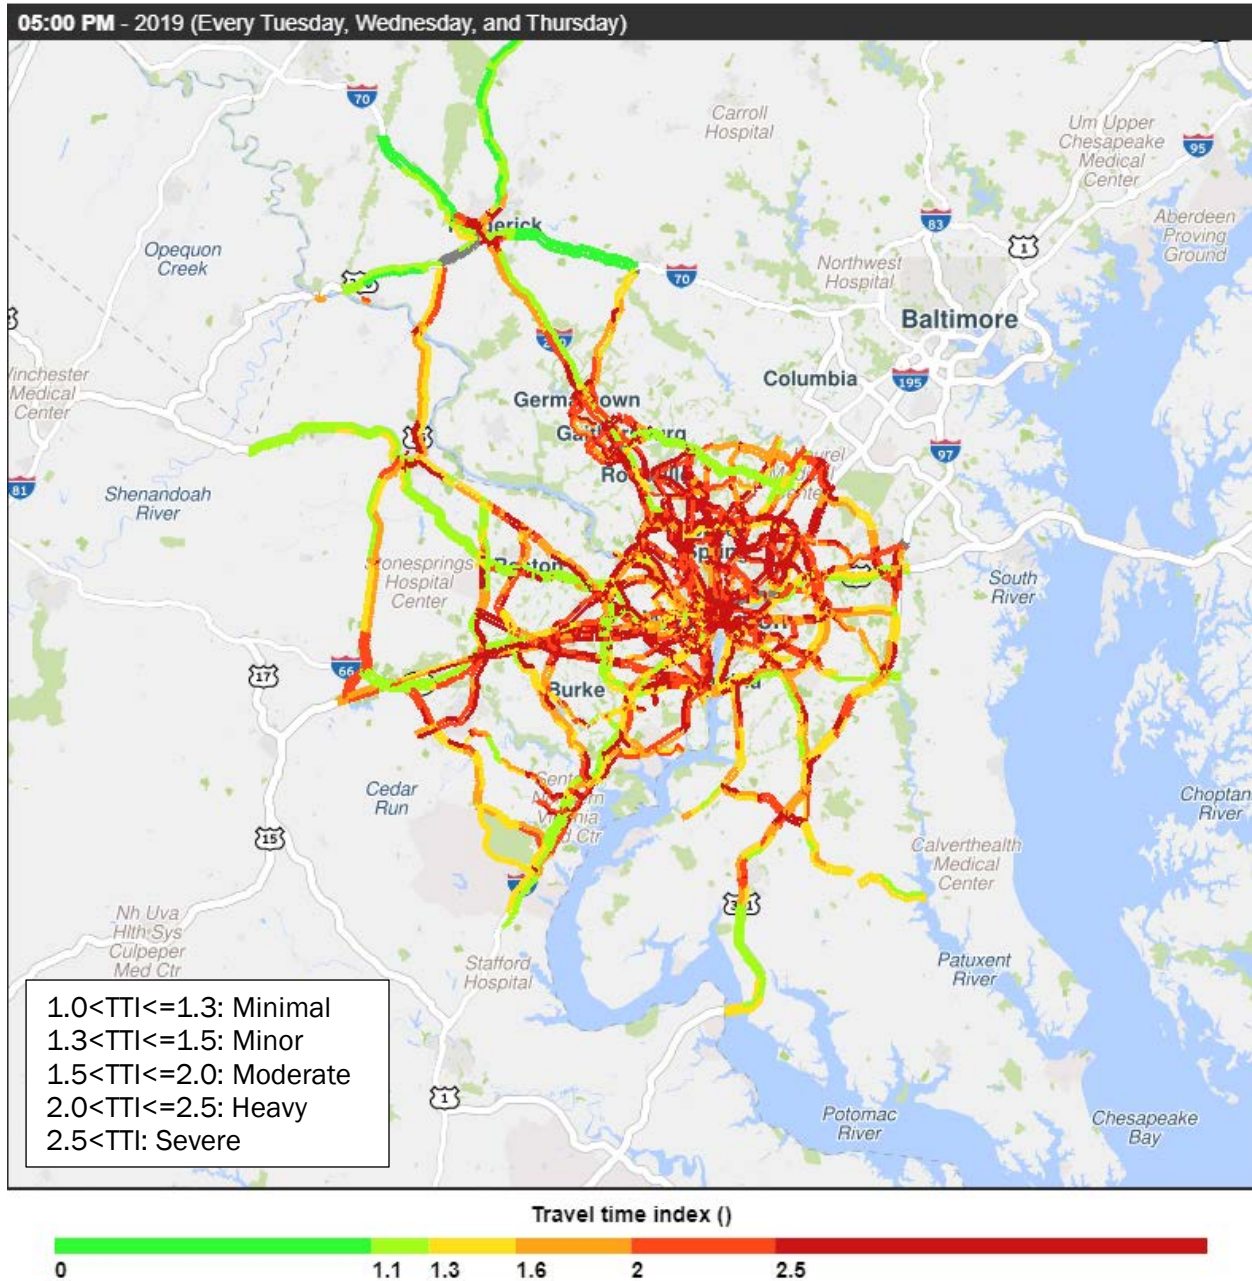 05:00 PM - 2019 (Every Tuesday, Wednesday, and Thursday)
70
Carroll
Hospital
Um Upper
Chesapeake
Medical
Center
95
Opequon
Creek
erick
83
1
Aberdeen
Proving
Ground
Northwest
Hospital
70
Baltimore
Columbia
195
Medical
Center
97
81
Shenandoah
River
Reston
Hospital
Center
South
River
17
66
Burke
Cedar
Run
15
Choptan
River
Calverthealth
Medical
Center
Nh Uva
Hlth Sys
Culpeper
Med Ctr
Stafford
Hospital
Patuxent
River
1.0<TTI<=1.3: Minimal
1.3<TTI<=1.5: Minor
1.5<TTI<=2.0: Moderate
2.0<TTI<=2.5: Heavy
2.5<TTI: Severe
1
Potomac
River
Chesapeake
Bay
Travel time index ()
0 1.1 1.3 1.6 2 2.5